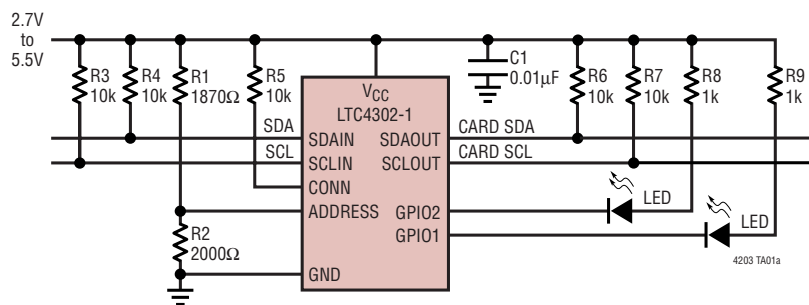 2.7V
to
5.5V
R3
10k
R4
10k
R1
1870Ω
R5
10k
C1
0.01µF
R6
10k
R7
10k
R8
1k
R9
1k
VCC
LTC4302-1
SDA
SDAIN
SDAOUT
CARD SDA
SCL
SCLIN
SCLOUT
CARD SCL
CONN
ADDRESS
GPIO2
LED
GPIO1
LED
R2
2000Ω
GND
4203 TA01a